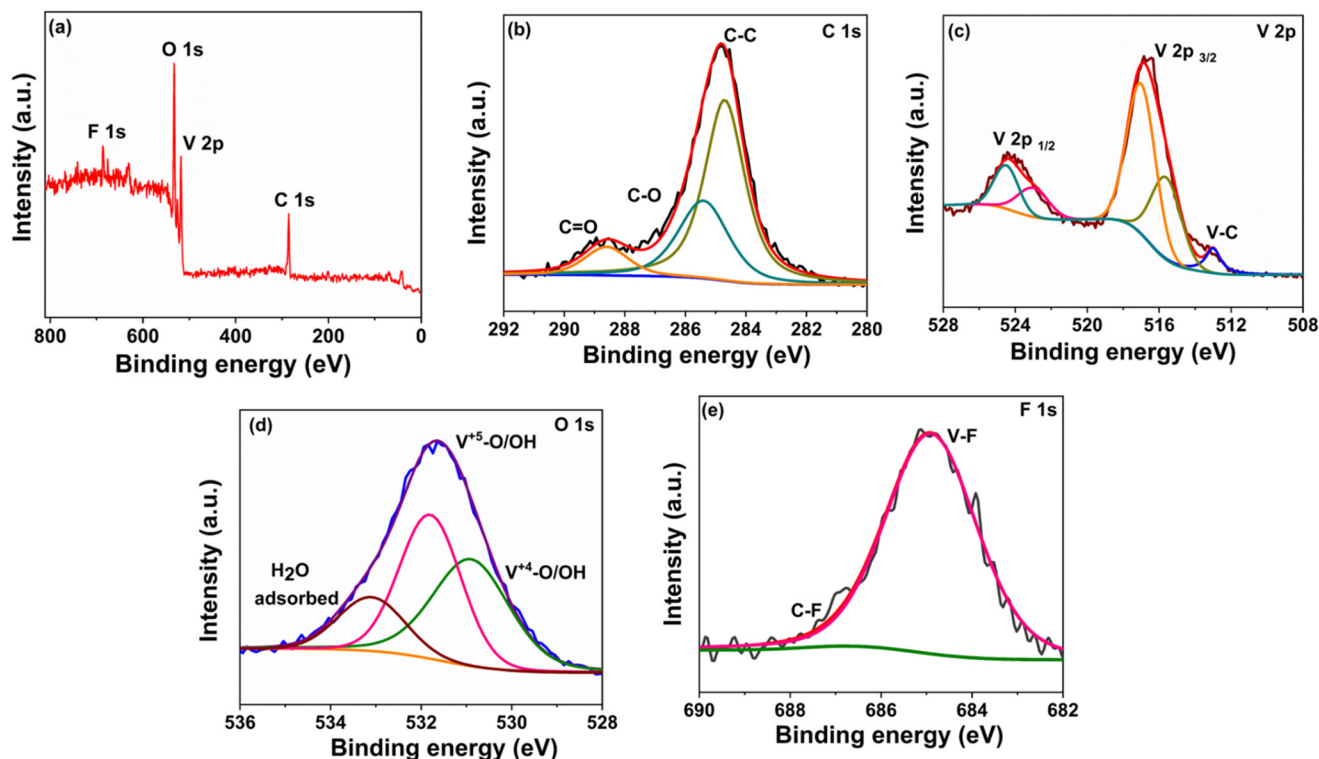 (a)
O 1s
F 1s
V 2p
C 1s
Intensity (a.u.)
800 600 400 200 0
Binding energy (eV)
(b)
C 1s
C-C
C-O
C=O
Intensity (a.u.)
292 290 288 286 284 282 280
Binding energy (eV)
(c)
V 2p
V 2p 3/2
V 2p 1/2
V-C
Intensity (a.u.)
528 524 520 516 512 508
Binding energy (eV)
(d)
O 1s
V+5-O/OH
V+4-O/OH
H2O
adsorbed
Intensity (a.u.)
536 534 532 530 528
Binding energy (eV)
(e)
F 1s
V-F
C-F
Intensity (a.u.)
690 688 686 684 682
Binding energy (eV)